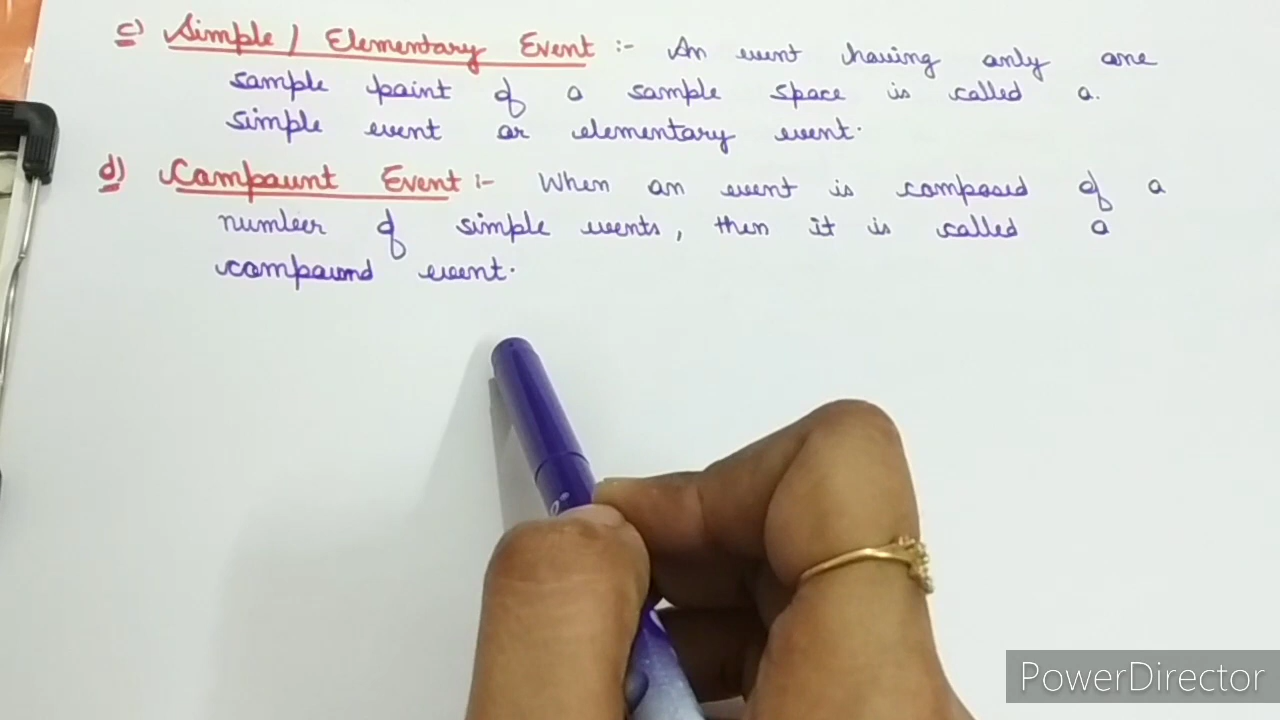 c) Simple / Elementary Event :- An event having only one
sample point of a sample space is called a.
simple event or elementary event.
d) Compount Event :- When an event is composed of a
number of simple events, then it is called a
compound event.
PowerDirector